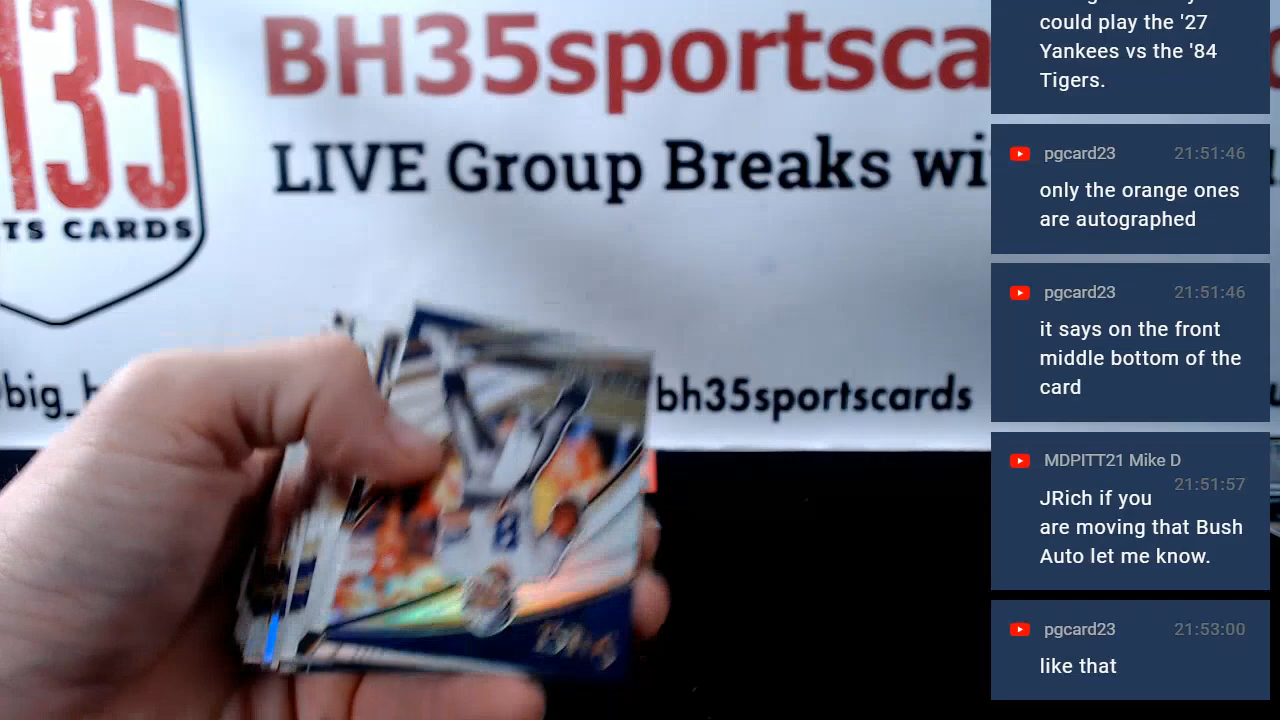 135
TS CARDS
BH35sportsca
LIVE Group Breaks wi
big_h
bh35sportscards
could play the '27
Yankees vs the '84
Tigers.
pgcard23 21:51:46
only the orange ones
are autographed
pgcard23 21:51:46
it says on the front
middle bottom of the
card
MDPITT21 Mike D
21:51:57
JRich if you
are moving that Bush
Auto let me know.
pgcard23 21:53:00
like that